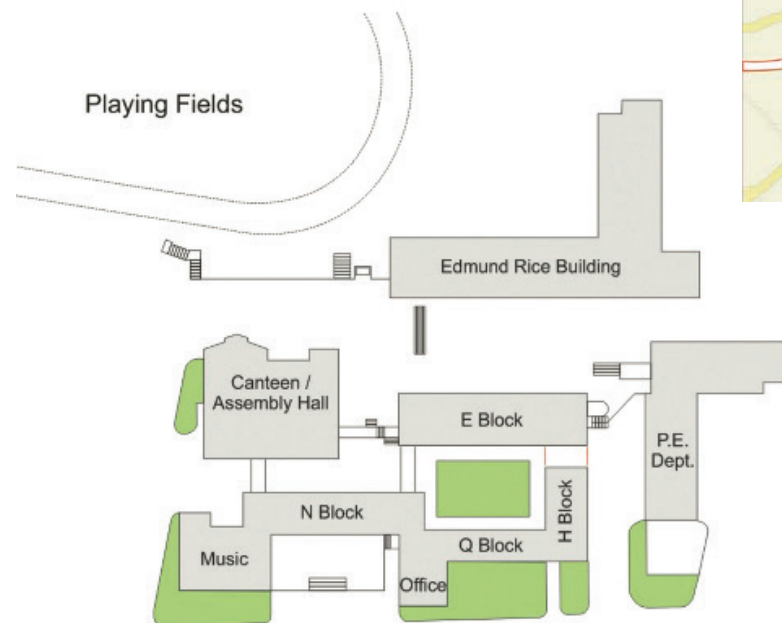 Playing Fields
Edmund Rice Building
Canteen /
Assembly Hall
E Block
P.E.
Dept.
N Block
H Block
Q Block
Music
Office